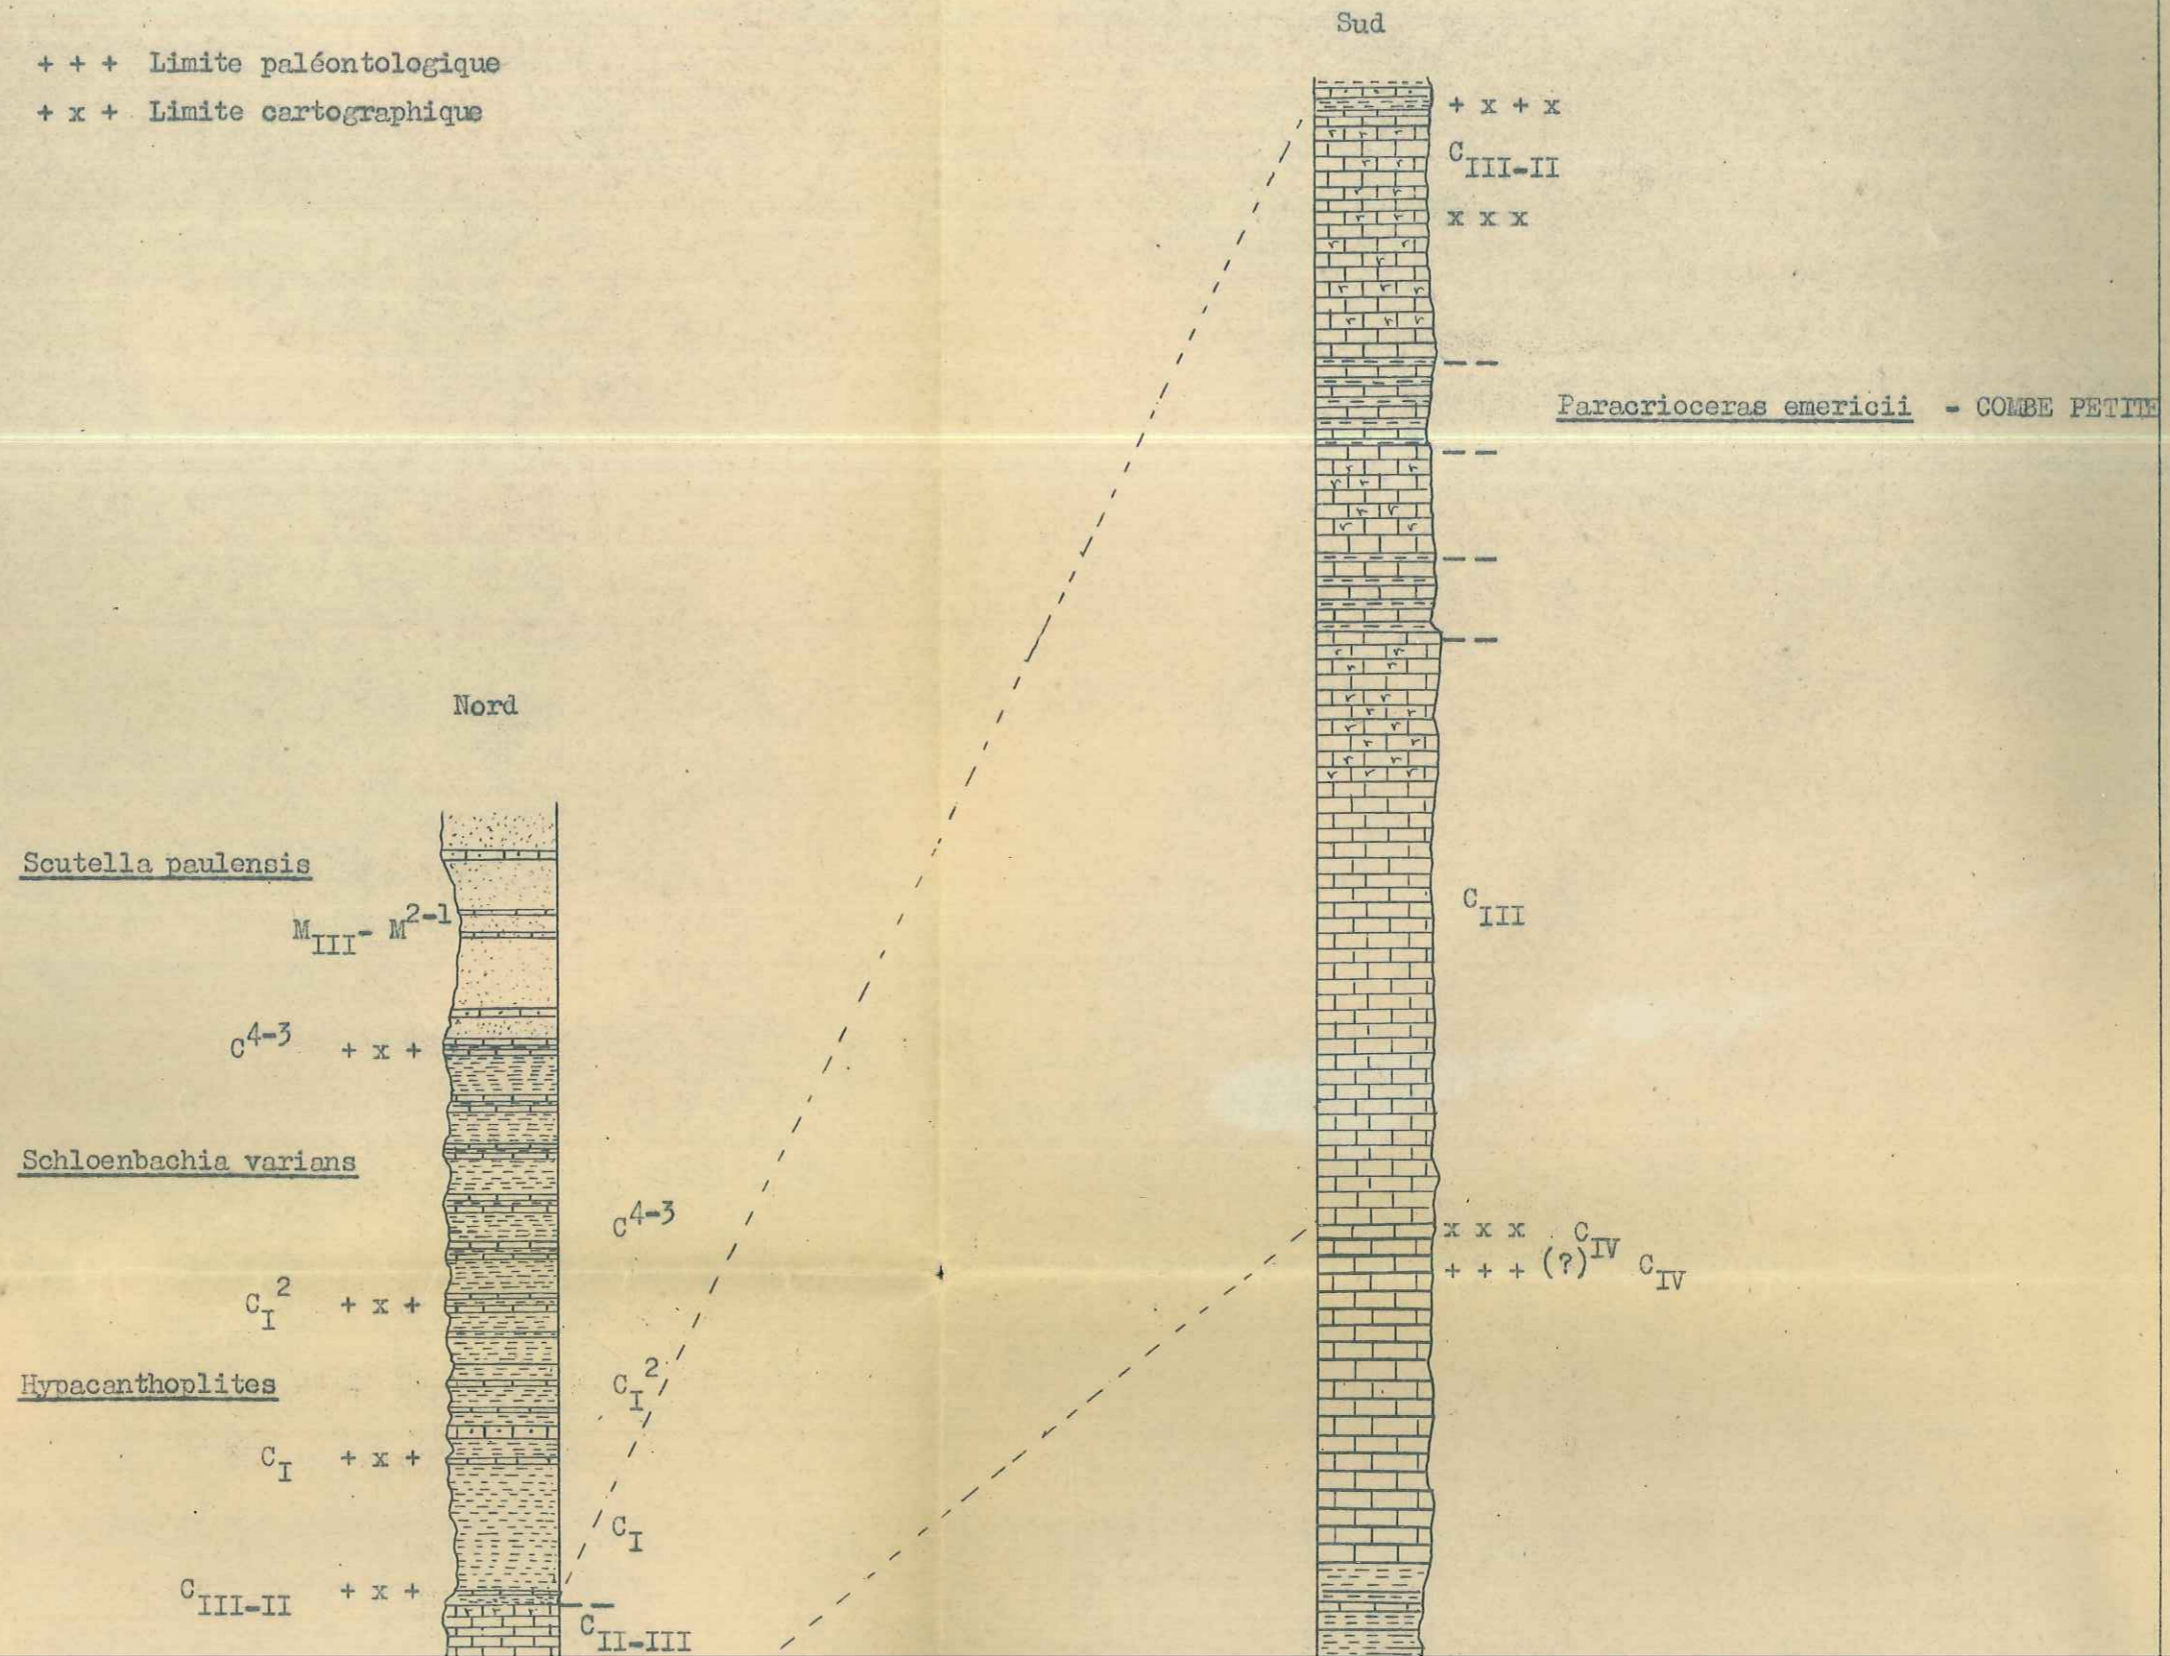 Sud
+ + + Limite paléontologique
+ x + Limite cartographique
+ x + x
C III-II
x x x
Paracrioceras emericii - COMBE PETITE
Nord
Scutella paulensis
M III - M 2-1
C III
C 4-3 + x +
Schloenbachia varians
C 4-3
x x x C IV
+ + + (?) C IV
C I 2 + x +
Hypacanthoplites
C I 2
C I + x +
C I
C III-II + x +
C II-III